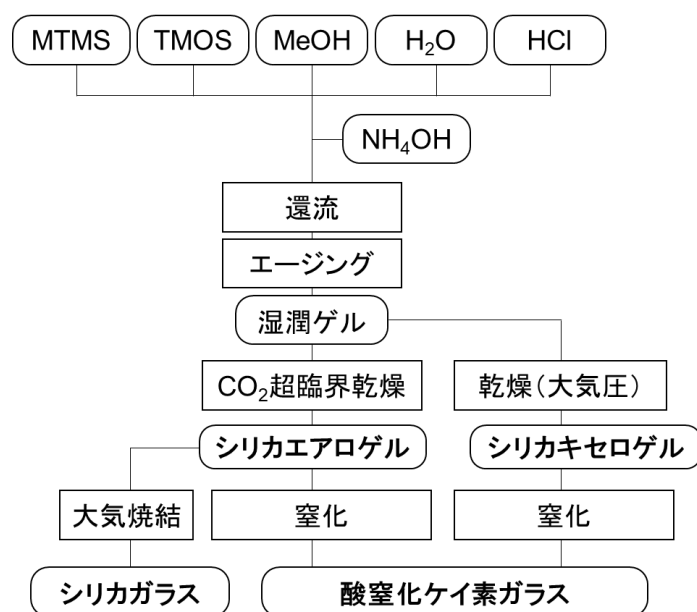 MTMS TMOS MeOH H₂O HCl
NH₄OH
還流
エージング
湿潤ゲル
CO₂超臨界乾燥 乾燥（大気圧）
シリカエアロゲル シリカキセロゲル
大気焼結 窒化 窒化
シリカガラス 酸窒化ケイ素ガラス